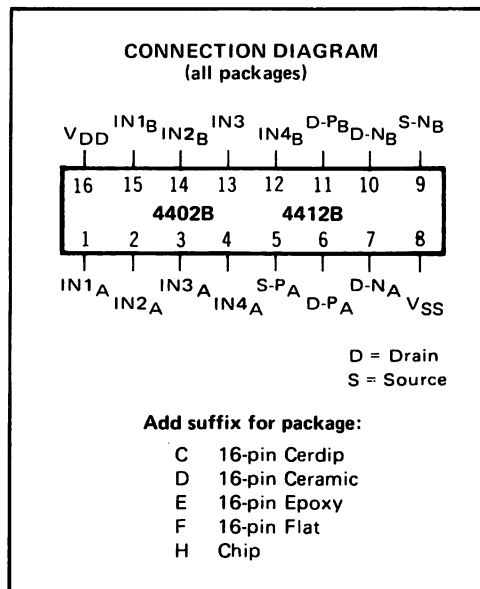 CONNECTION DIAGRAM
(all packages)
VDD IN1B IN2B IN3 IN4B D-PB D-NB S-NB
16 15 14 13 12 11 10 9
4402B 4412B
1 2 3 4 5 6 7 8
IN1A IN2A IN3A IN4A S-PA D-PA D-NA VSS
D = Drain
S = Source
Add suffix for package:
C 16-pin Cerdip
D 16-pin Ceramic
E 16-pin Epoxy
F 16-pin Flat
H Chip